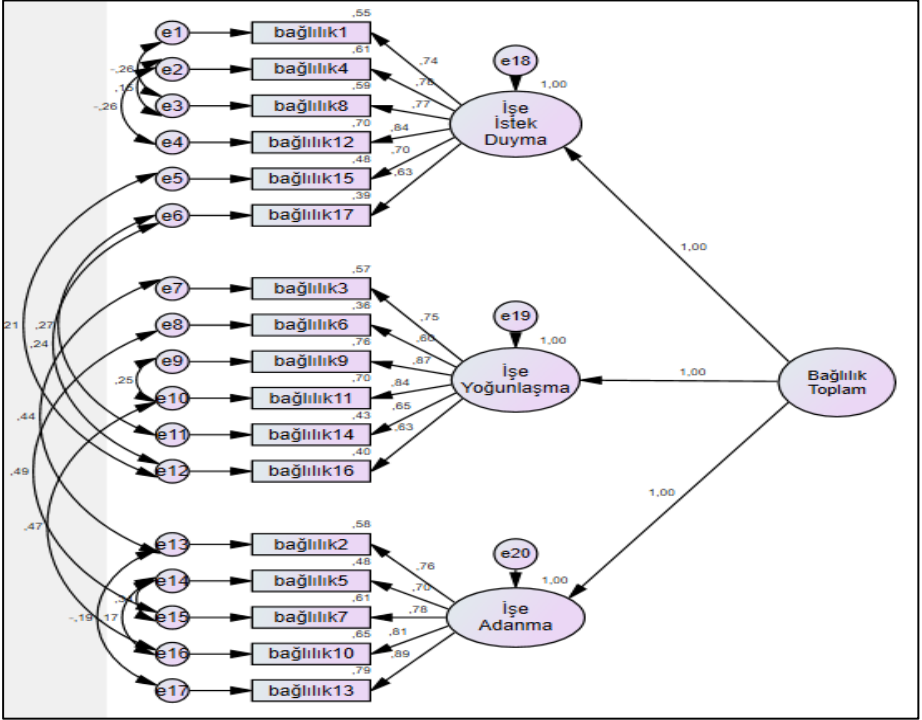 ,55
e1
bağlılık1
,61
,74
e18
1,00
-,26
e2
bağlılık4
,59
,78
,15
e3
bağlılık8
,77
İşe
İstek
Duyma
-,26
,70
,84
e4
bağlılık12
,48
,70
e5
bağlılık15
,39
,63
e6
bağlılık17
1,00
,57
e7
bağlılık3
,36
,75
e19
1,00
21
,27
e8
bağlılık6
,76
,60
,24
e9
bağlılık9
,87
İşe
Yoğunlaşma
1,00
Bağlılık
Toplam
,25
,70
,84
e10
bağlılık11
,43
,65
,44
e11
bağlılık14
,40
,63
,49
e12
bağlılık16
1,00
,47
,58
e13
bağlılık2
,48
,76
e20
1,00
e14
bağlılık5
,61
,70
-,19
,17
e15
bağlılık7
,78
İşe
Adanma
,65
,81
e16
bağlılık10
,79
,89
e17
bağlılık13